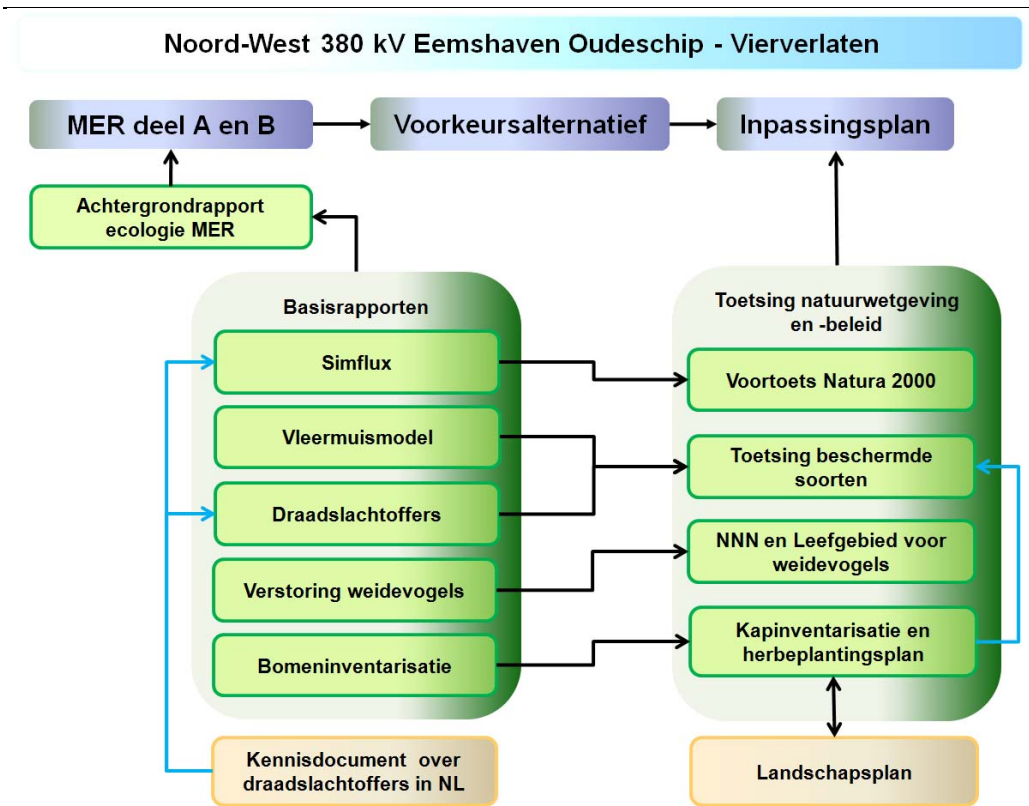 Noord-West 380 kV Eemshaven Oudeschip - Vierverlaten
MER deel A en B
Voorkeursalternatief
Inpassingsplan
Achtergrondrapport
ecologie MER
Basisrapporten
Simflux
Vleermuismodel
Draadslachtoffers
Verstoring weidevogels
Bomeninventarisatie
Kennisdocument over
draadslachtoffers in NL
Toetsing natuurwetgeving
en -beleid
Voortoets Natura 2000
Toetsing beschermde
soorten
NNN en Leefgebied voor
weidevogels
Kapinventarisatie en
herbeplantingsplan
Landschapsplan